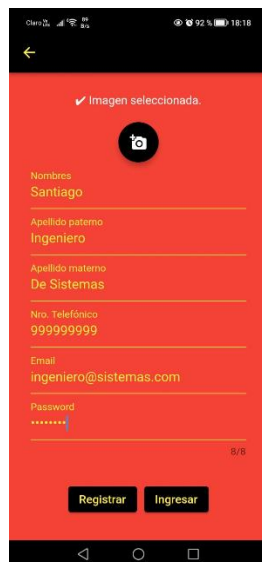 Claro 89 B/s 92 % 18:18
✔ Imagen seleccionada.
Nombres
Santiago
Apellido paterno
Ingeniero
Apellido materno
De Sistemas
Nro. Telefónico
999999999
Email
ingeniero@sistemas.com
Password
••••••••
8/8
Registrar Ingresar